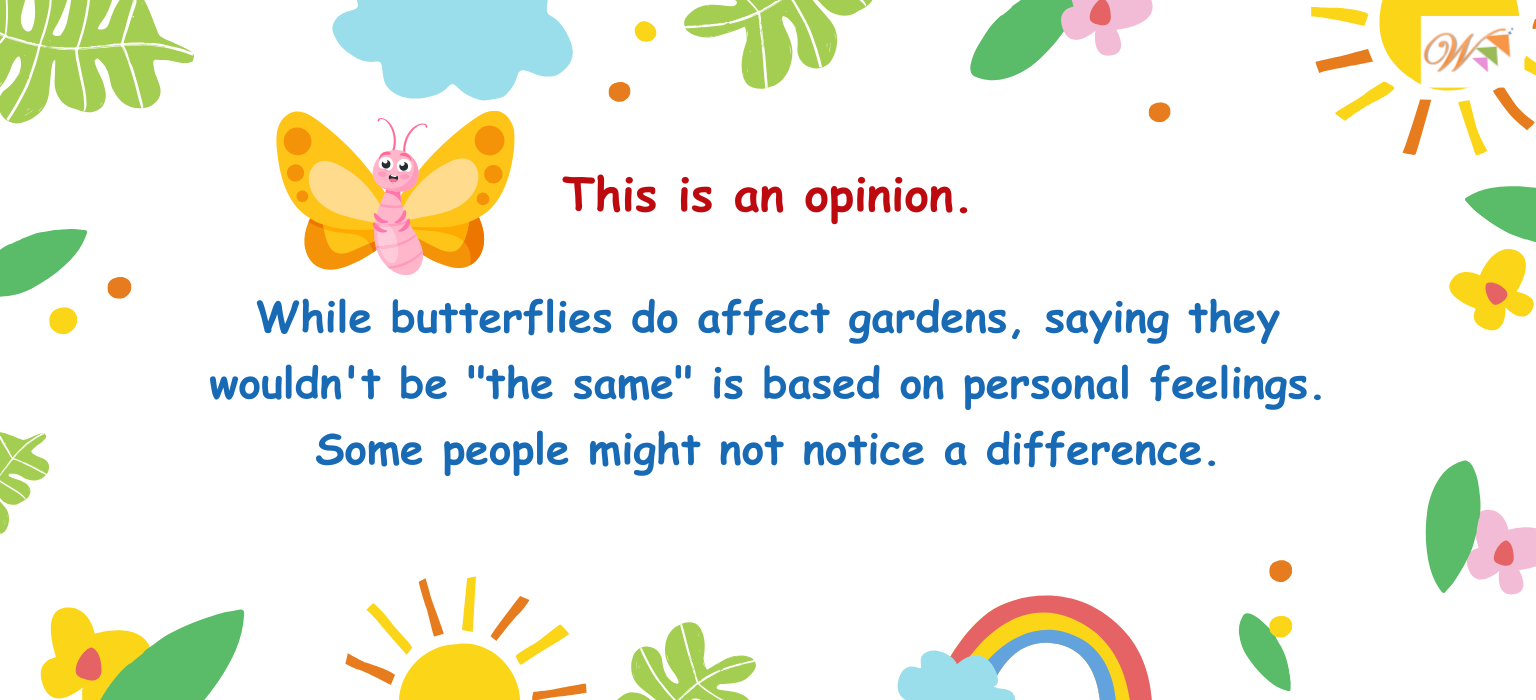 W
This is an opinion.
While butterflies do affect gardens, saying they
wouldn't be "the same" is based on personal feelings.
Some people might not notice a difference.